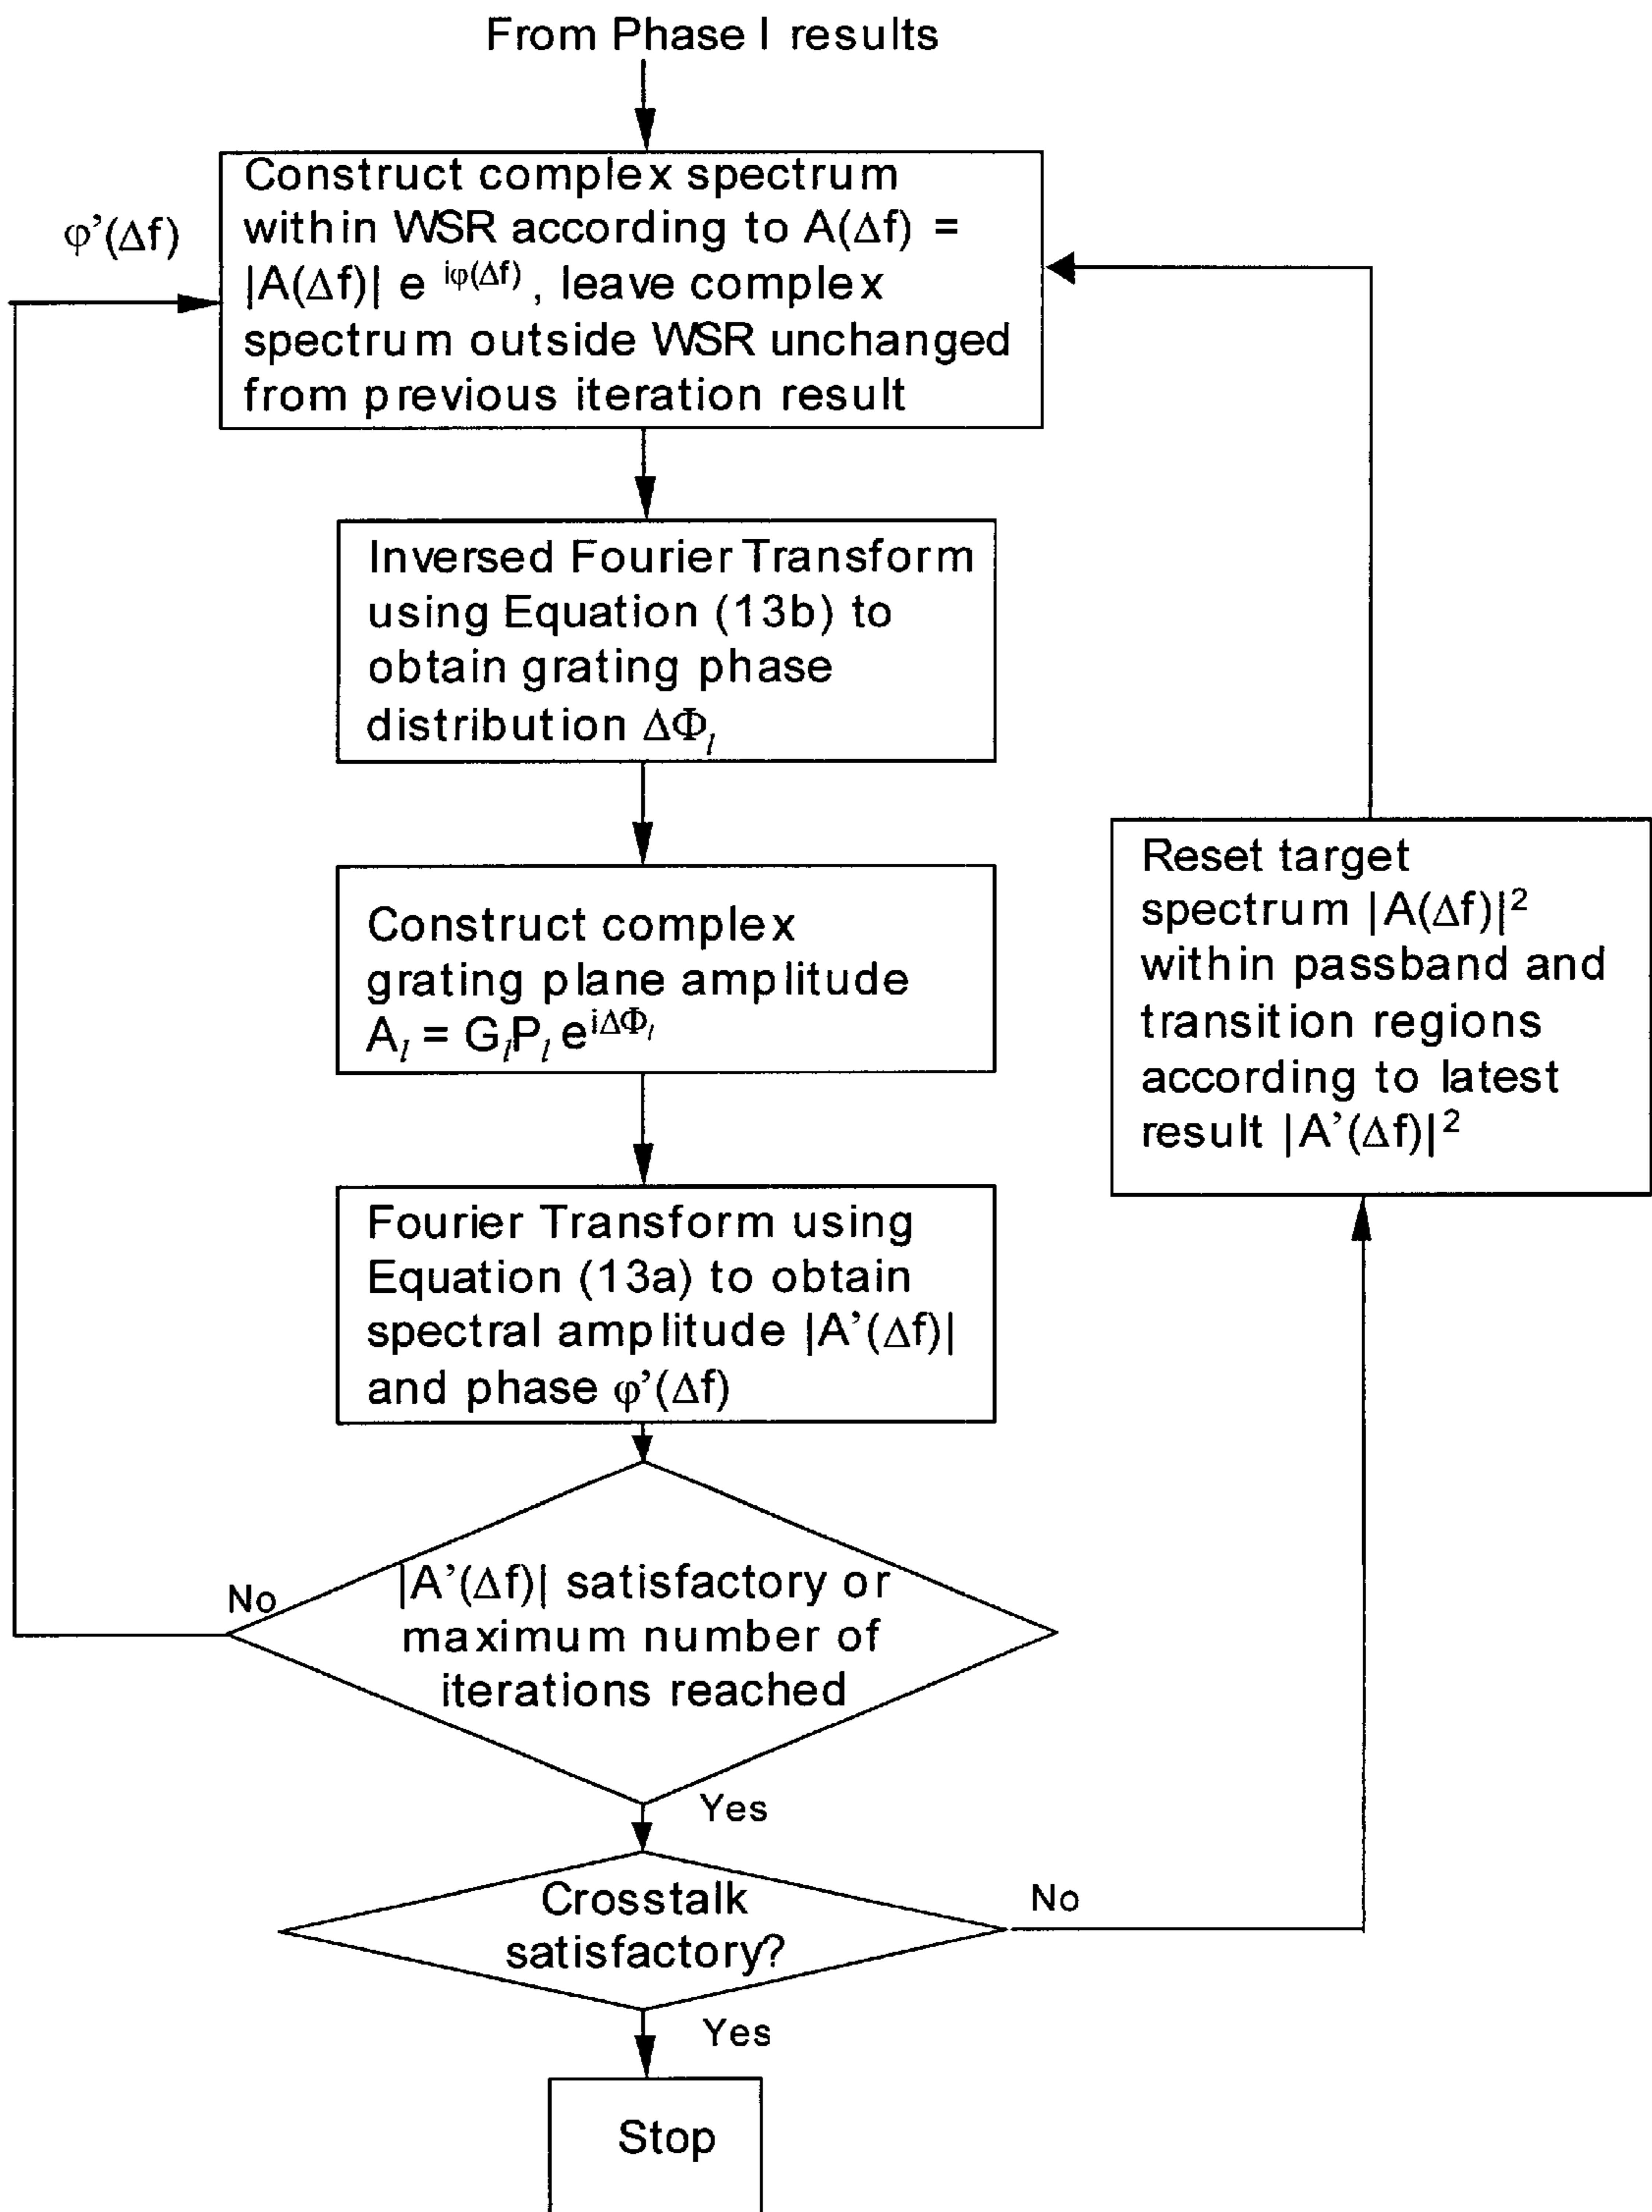 From Phase I results
Construct complex spectrum
within WSR according to A(Δf) =
|A(Δf)| e^iφ(Δf) , leave complex
spectrum outside WSR unchanged
from previous iteration result
φ’(Δf)
Inversed Fourier Transform
using Equation (13b) to
obtain grating phase
distribution ΔΦ_l
Construct complex
grating plane amplitude
A_l = G_lP_l e^iΔΦ_l
Fourier Transform using
Equation (13a) to obtain
spectral amplitude |A’(Δf)|
and phase φ’(Δf)
Reset target
spectrum |A(Δf)|²
within passband and
transition regions
according to latest
result |A’(Δf)|²
No
|A’(Δf)| satisfactory or
maximum number of
iterations reached
Yes
Crosstalk
satisfactory?
No
Yes
Stop